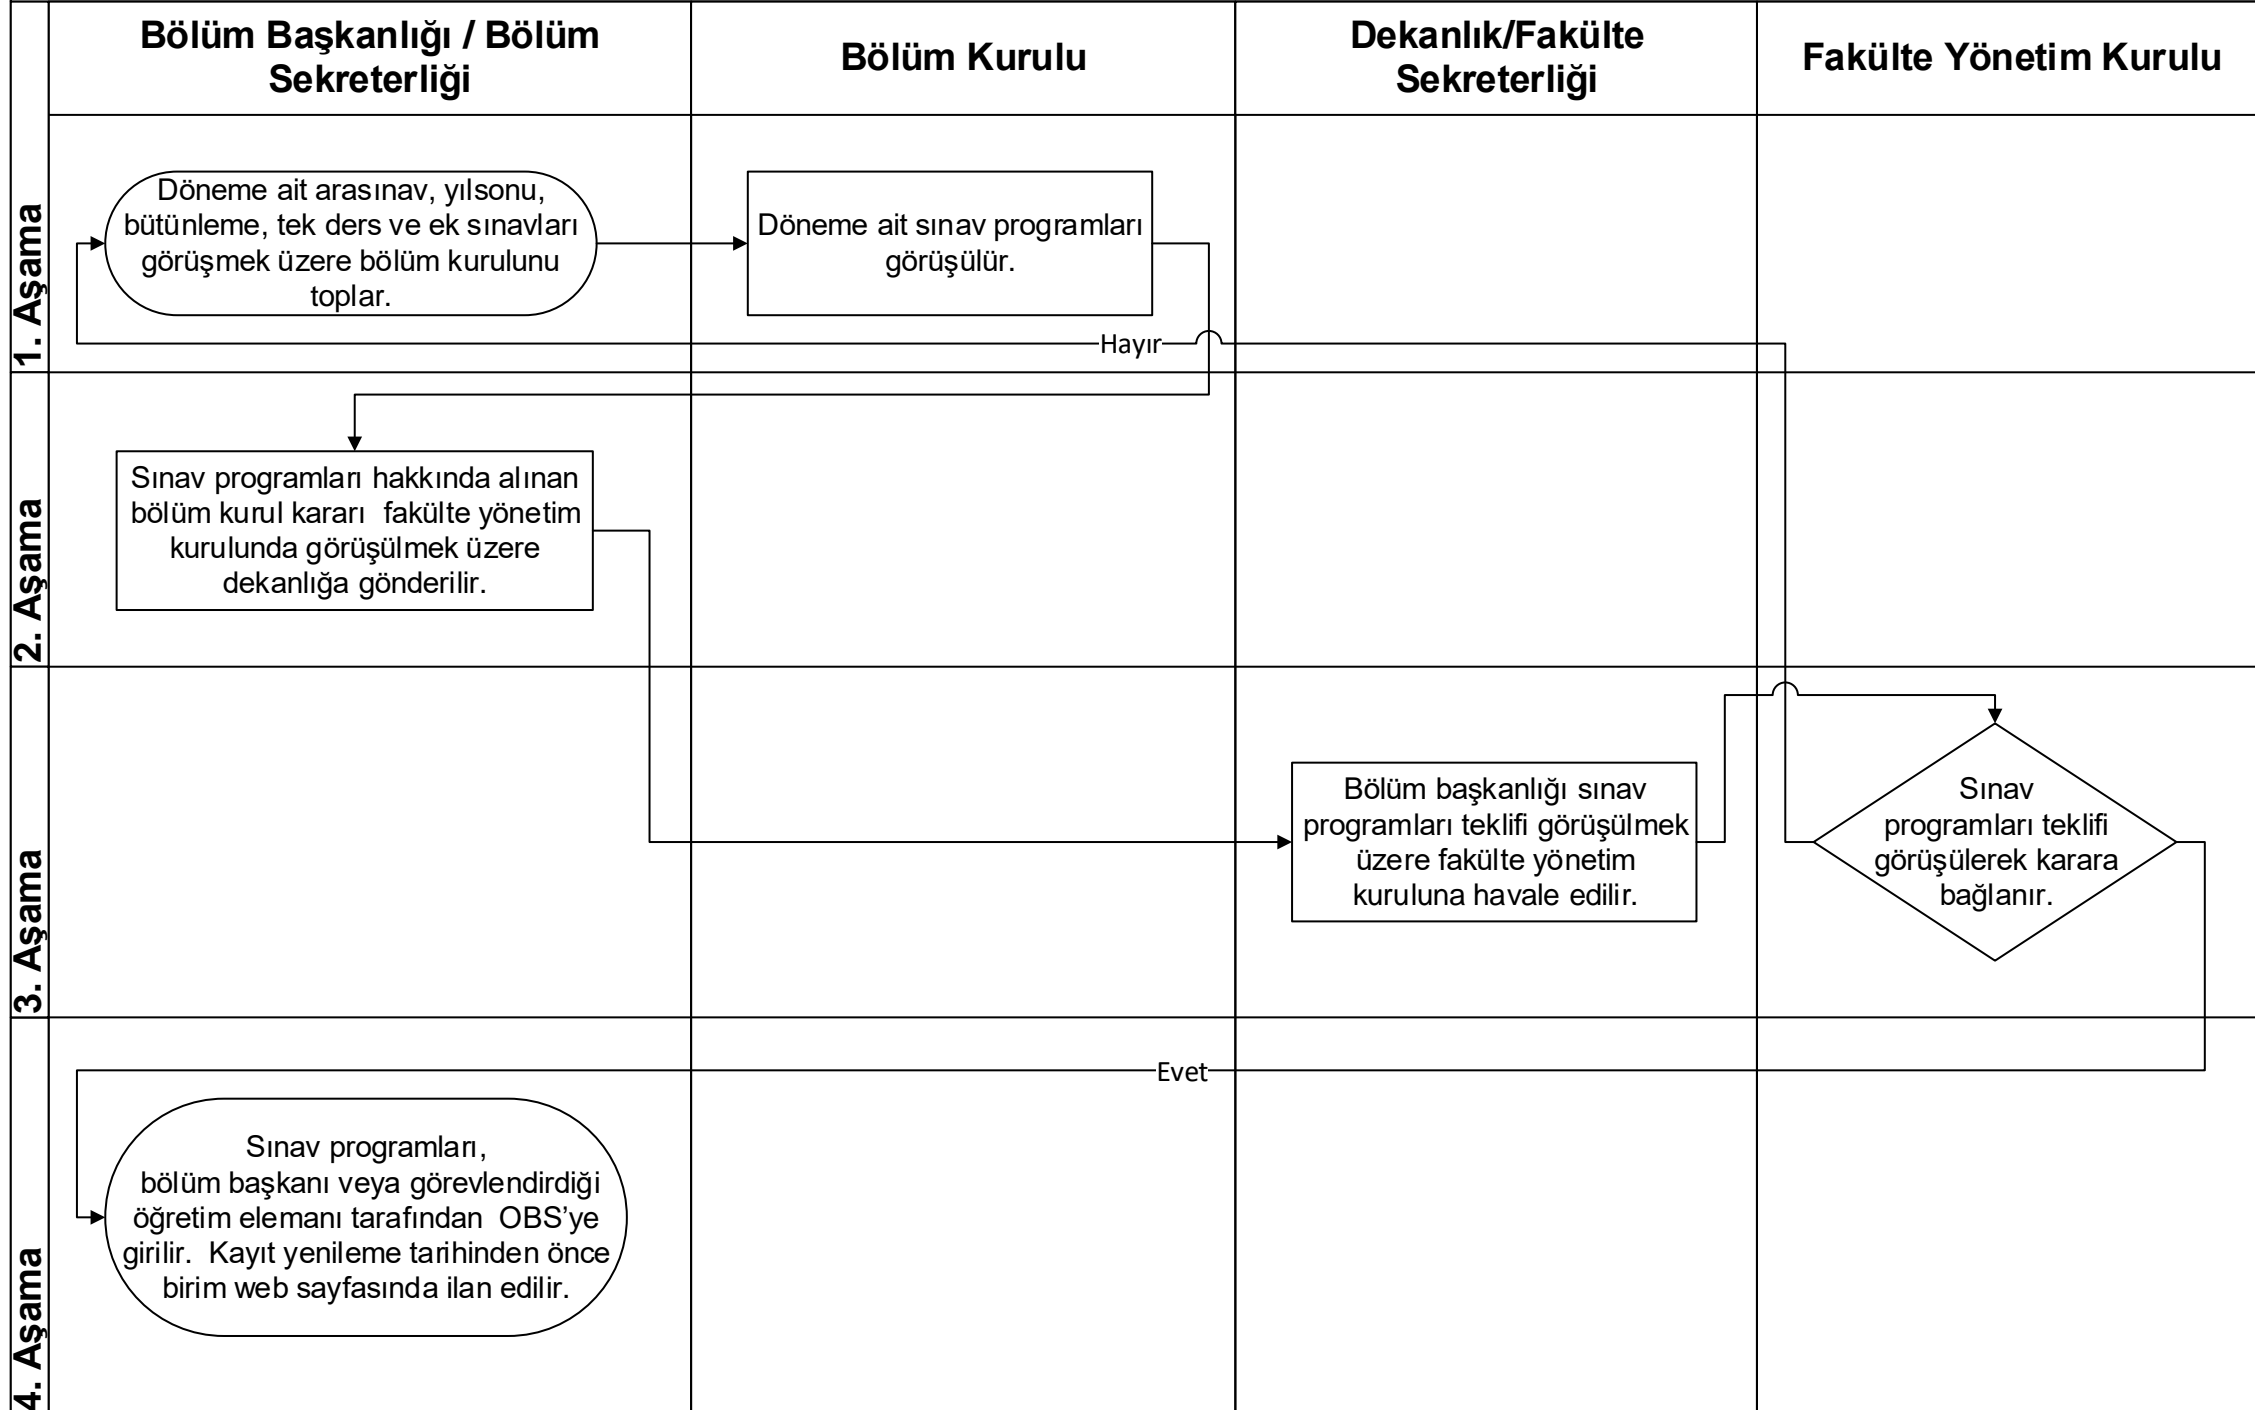 Bölüm Başkanlığı / Bölüm
Sekreterliği
Bölüm Kurulu
Dekanlık/Fakülte
Sekreterliği
Fakülte Yönetim Kurulu
1. Aşama
Döneme ait arasınav, yılsonu,
bütünleme, tek ders ve ek sınavları
görüşmek üzere bölüm kurulunu
toplar.
Döneme ait sınav programları
görüşülür.
Hayır
2. Aşama
Sınav programları hakkında alınan
bölüm kurul kararı  fakülte yönetim
kurulunda görüşülmek üzere
dekanlığa gönderilir.
3. Aşama
Bölüm başkanlığı sınav
programları teklifi görüşülmek
üzere fakülte yönetim
kuruluna havale edilir.
Sınav
programları teklifi
görüşülerek karara
bağlanır.
Evet
4. Aşama
Sınav programları,
bölüm başkanı veya görevlendirdiği
öğretim elemanı tarafından  OBS’ye
girilir.  Kayıt yenileme tarihinden önce
birim web sayfasında ilan edilir.